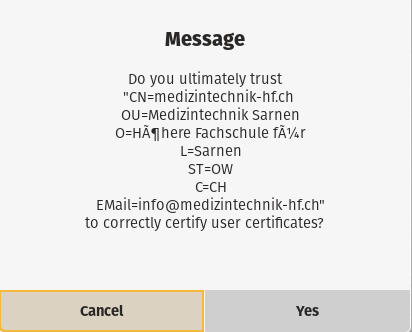 Message
Do you ultimately trust
"CN=medizintechnik-hf.ch
OU=Medizintechnik Sarnen
O=HÃ¶here Fachschule fÃ¼r
L=Sarnen
ST=OW
C=CH
EMail=info@medizintechnik-hf.ch"
to correctly certify user certificates?
Cancel
Yes